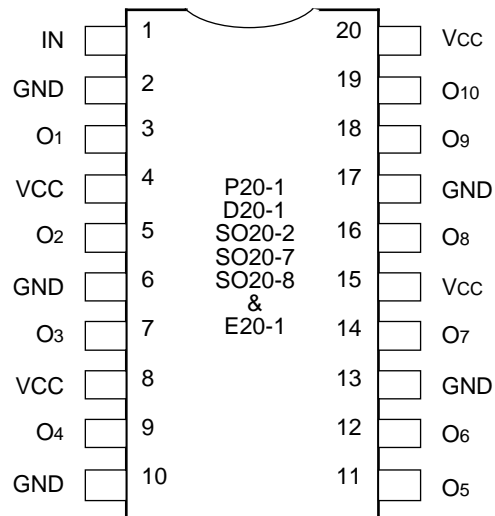 IN 1 20 VCC
GND 2 19 O10
O1 3 18 O9
VCC 4 17 GND
O2 5 16 O8
GND 6 15 VCC
O3 7 14 O7
VCC 8 13 GND
O4 9 12 O6
GND 10 11 O5
P20-1
D20-1
SO20-2
SO20-7
SO20-8
&
E20-1